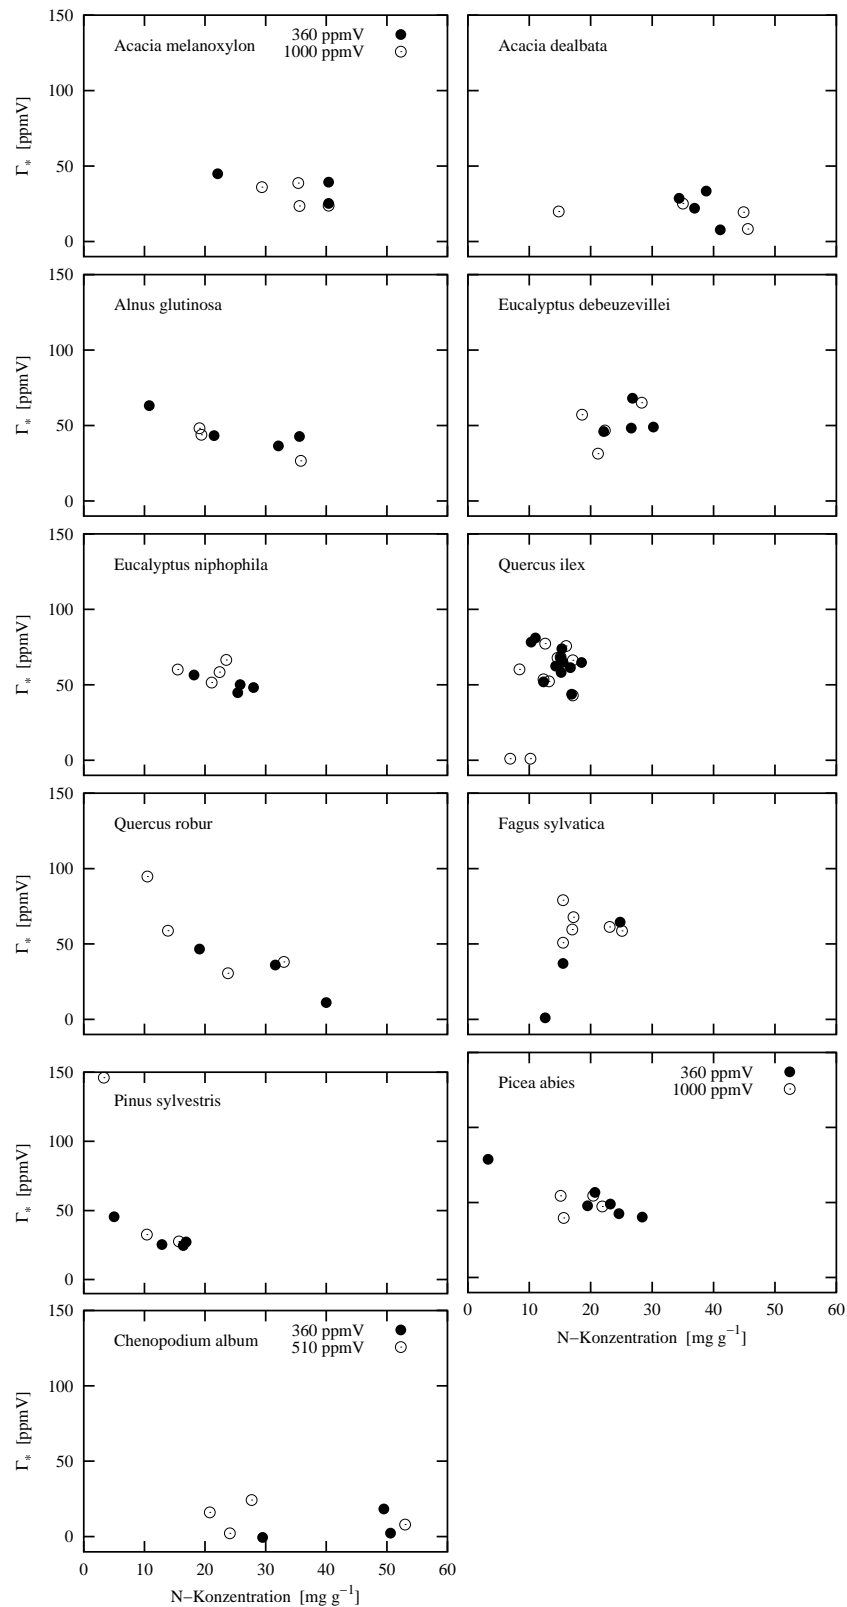 150
Acacia melanoxylon
360 ppmV
1000 ppmV
Acacia dealbata
100
50
0
Γ* [ppmV]
150
Alnus glutinosa
Eucalyptus debeuzevillei
100
50
0
Γ* [ppmV]
150
Eucalyptus niphophila
Quercus ilex
100
50
0
Γ* [ppmV]
150
Quercus robur
Fagus sylvatica
100
50
0
Γ* [ppmV]
150
Pinus sylvestris
100
50
0
Γ* [ppmV]
Picea abies
360 ppmV
1000 ppmV
0 10 20 30 40 50 60
N−Konzentration [mg g−1]
150
Chenopodium album
360 ppmV
510 ppmV
100
50
0
Γ* [ppmV]
0 10 20 30 40 50 60
N−Konzentration [mg g−1]